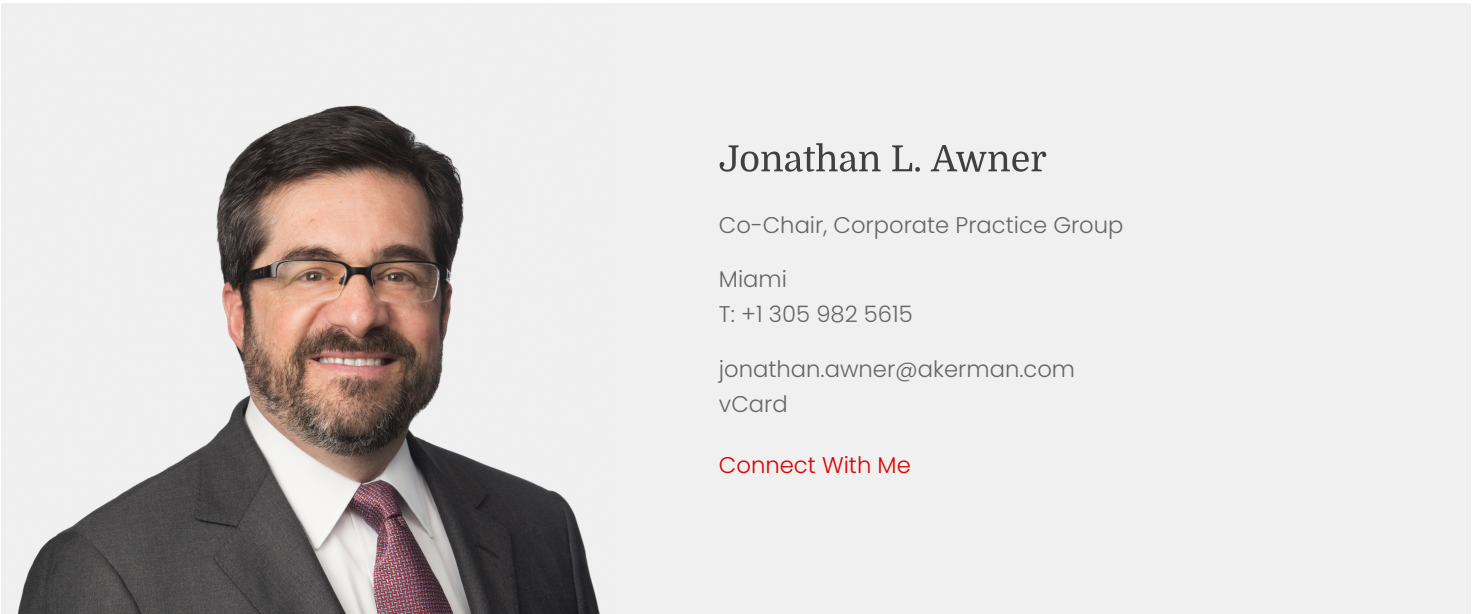 Jonathan L. Awner
Co-Chair, Corporate Practice Group
Miami
T: +1 305 982 5615
jonathan.awner@akerman.com
vCard
Connect With Me